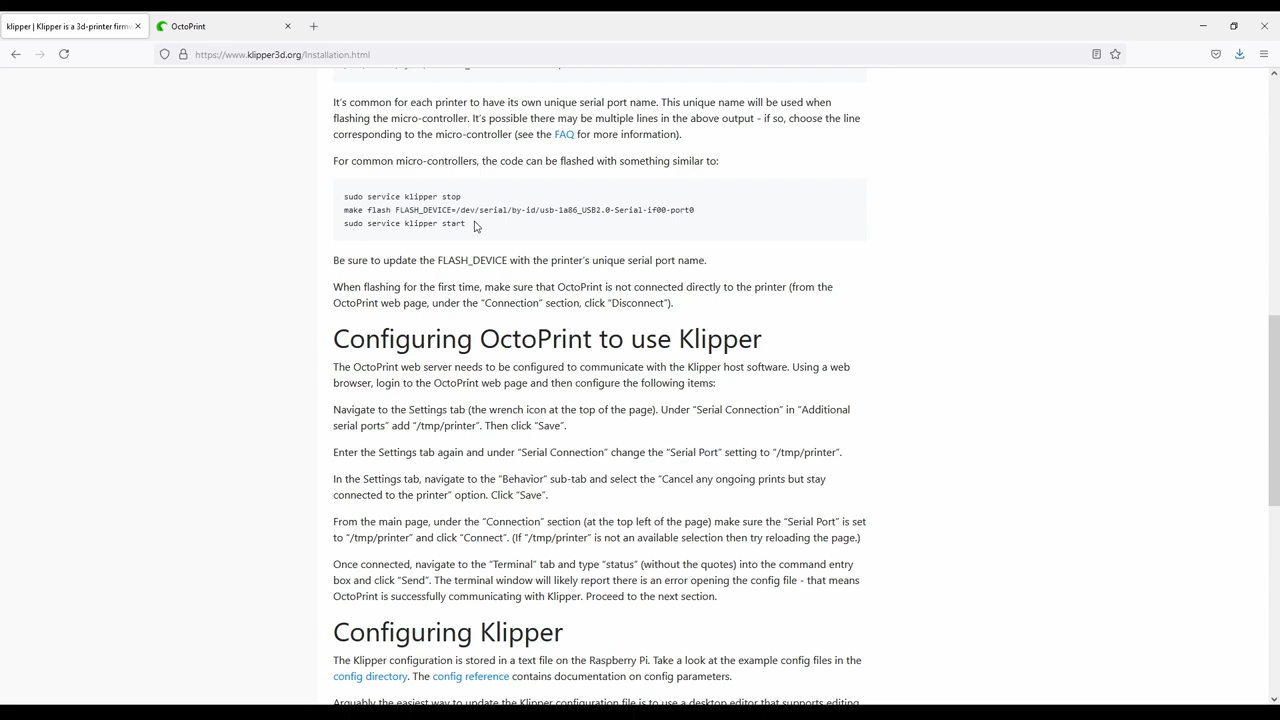 klipper | Klipper is a 3d-printer firmw
OctoPrint
https://www.klipper3d.org/Installation.html
It's common for each printer to have its own unique serial port name. This unique name will be used when
flashing the micro-controller. It's possible there may be multiple lines in the above output - if so, choose the line
corresponding to the micro-controller (see the FAQ for more information).
For common micro-controllers, the code can be flashed with something similar to:
sudo service klipper stop
make flash FLASH_DEVICE=/dev/serial/by-id/usb-1a86_USB2.0-Serial-if00-port0
sudo service klipper start
Be sure to update the FLASH_DEVICE with the printer's unique serial port name.
When flashing for the first time, make sure that OctoPrint is not connected directly to the printer (from the
OctoPrint web page, under the "Connection" section, click "Disconnect").
Configuring OctoPrint to use Klipper
The OctoPrint web server needs to be configured to communicate with the Klipper host software. Using a web
browser, login to the OctoPrint web page and then configure the following items:
Navigate to the Settings tab (the wrench icon at the top of the page). Under "Serial Connection" in "Additional
serial ports" add "/tmp/printer". Then click "Save".
Enter the Settings tab again and under "Serial Connection" change the "Serial Port" setting to "/tmp/printer".
In the Settings tab, navigate to the "Behavior" sub-tab and select the "Cancel any ongoing prints but stay
connected to the printer" option. Click "Save".
From the main page, under the "Connection" section (at the top left of the page) make sure the "Serial Port" is set
to "/tmp/printer" and click "Connect". (If "/tmp/printer" is not an available selection then try reloading the page.)
Once connected, navigate to the "Terminal" tab and type "status" (without the quotes) into the command entry
box and click "Send". The terminal window will likely report there is an error opening the config file - that means
OctoPrint is successfully communicating with Klipper. Proceed to the next section.
Configuring Klipper
The Klipper configuration is stored in a text file on the Raspberry Pi. Take a look at the example config files in the
config directory. The config reference contains documentation on config parameters.
Arguably the easiest way to update the Klipper configuration file is to use a desktop editor that supports editing